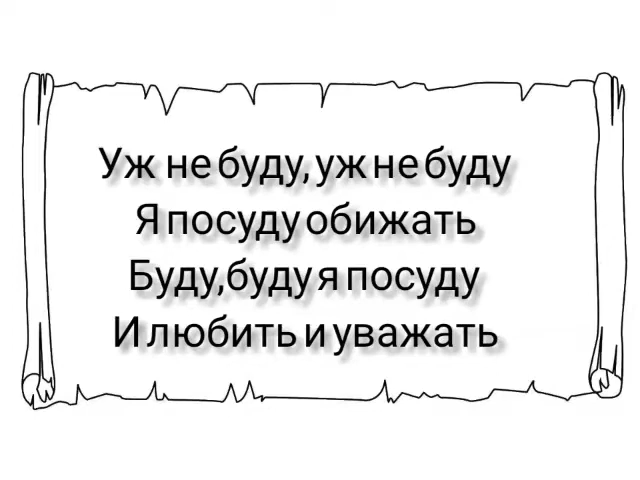 Уж не буду, уж не буду
Я посуду обижать
Буду,буду я посуду
И любить и уважать